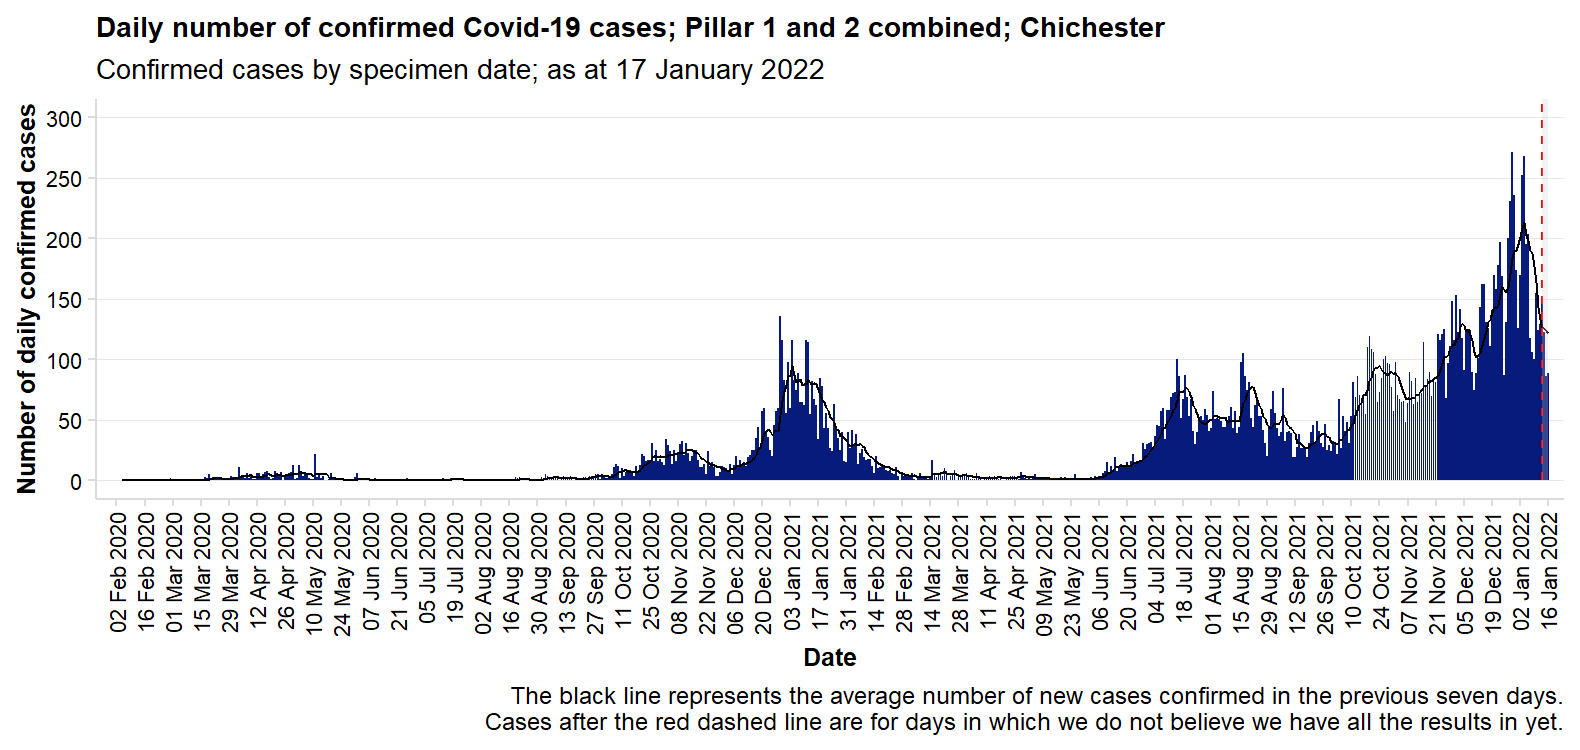 Daily number of confirmed Covid-19 cases; Pillar 1 and 2 combined; Chichester
Confirmed cases by specimen date; as at 17 January 2022
Number of daily confirmed cases
300
250
200
150
100
50
0
02 Feb 2020
16 Feb 2020
01 Mar 2020
15 Mar 2020
29 Mar 2020
12 Apr 2020
26 Apr 2020
10 May 2020
24 May 2020
07 Jun 2020
21 Jun 2020
05 Jul 2020
19 Jul 2020
02 Aug 2020
16 Aug 2020
30 Aug 2020
13 Sep 2020
27 Sep 2020
11 Oct 2020
25 Oct 2020
08 Nov 2020
22 Nov 2020
06 Dec 2020
20 Dec 2020
03 Jan 2021
17 Jan 2021
31 Jan 2021
14 Feb 2021
28 Feb 2021
14 Mar 2021
28 Mar 2021
11 Apr 2021
25 Apr 2021
09 May 2021
23 May 2021
06 Jun 2021
20 Jun 2021
04 Jul 2021
18 Jul 2021
01 Aug 2021
15 Aug 2021
29 Aug 2021
12 Sep 2021
26 Sep 2021
10 Oct 2021
24 Oct 2021
07 Nov 2021
21 Nov 2021
05 Dec 2021
19 Dec 2021
02 Jan 2022
16 Jan 2022
Date
The black line represents the average number of new cases confirmed in the previous seven days.
Cases after the red dashed line are for days in which we do not believe we have all the results in yet.